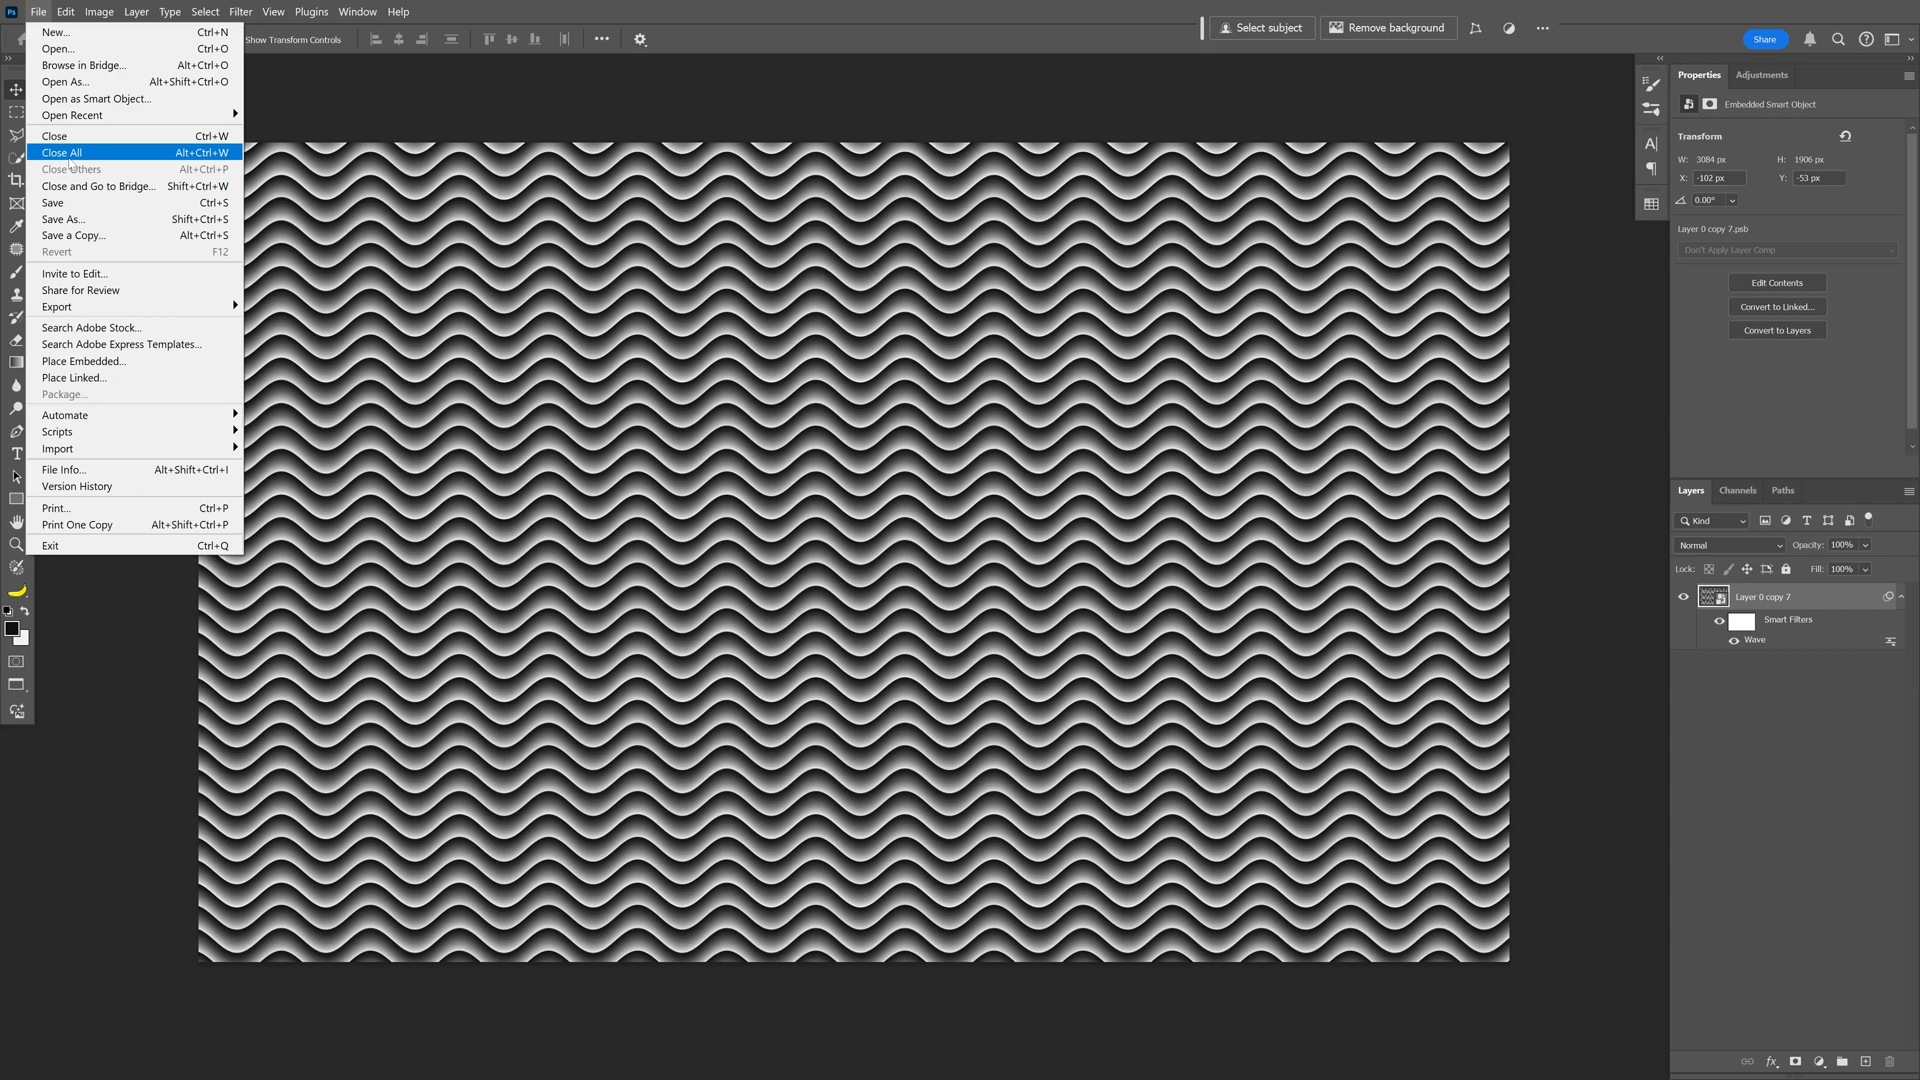 Ps File Edit Image Layer Type Select Filter View Plugins Window Help
Show Transform Controls
Select subject
Remove background
Share
New... Ctrl+N
Open... Ctrl+O
Browse in Bridge... Alt+Ctrl+O
Open As... Alt+Shift+Ctrl+O
Open as Smart Object...
Open Recent
Close Ctrl+W
Close All Alt+Ctrl+W
Close Others Alt+Ctrl+P
Close and Go to Bridge... Shift+Ctrl+W
Save Ctrl+S
Save As... Shift+Ctrl+S
Save a Copy... Alt+Ctrl+S
Revert F12
Invite to Edit...
Share for Review
Export
Search Adobe Stock...
Search Adobe Express Templates...
Place Embedded...
Place Linked...
Package...
Automate
Scripts
Import
File Info... Alt+Shift+Ctrl+I
Version History
Print... Ctrl+P
Print One Copy Alt+Shift+Ctrl+P
Exit Ctrl+Q
Properties Adjustments
Embedded Smart Object
Transform
W: 3084 px H: 1906 px
X: -102 px Y: -53 px
0.00°
Layer 0 copy 7.psb
Don't Apply Layer Comp
Edit Contents
Convert to Linked...
Convert to Layers
Layers Channels Paths
Kind
Normal Opacity: 100%
Lock: Fill: 100%
Layer 0 copy 7
Smart Filters
Wave